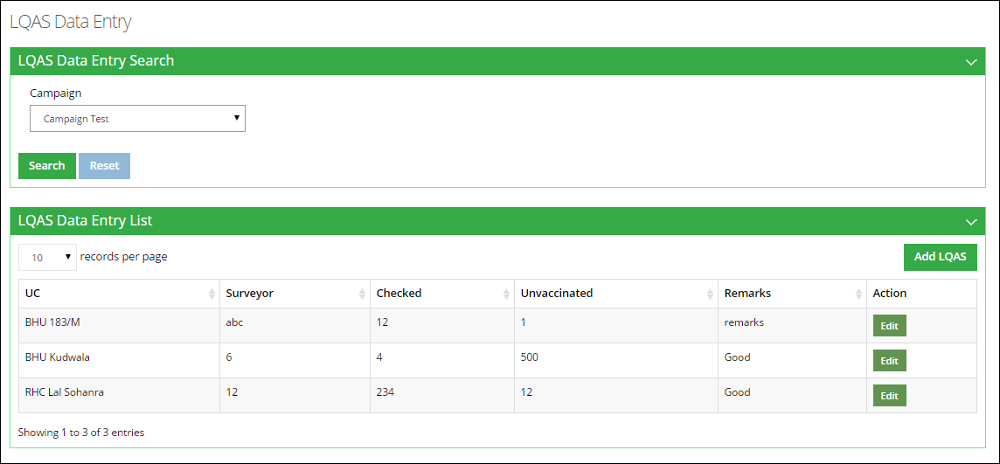 LQAS Data Entry
LQAS Data Entry Search
Campaign
Campaign Test
Search Reset
LQAS Data Entry List
10 records per page Add LQAS
UC Surveyor Checked Unvaccinated Remarks Action
BHU 183/M abc 12 1 remarks Edit
BHU Kudwala 6 4 500 Good Edit
RHC Lal Sohanra 12 234 12 Good Edit
Showing 1 to 3 of 3 entries